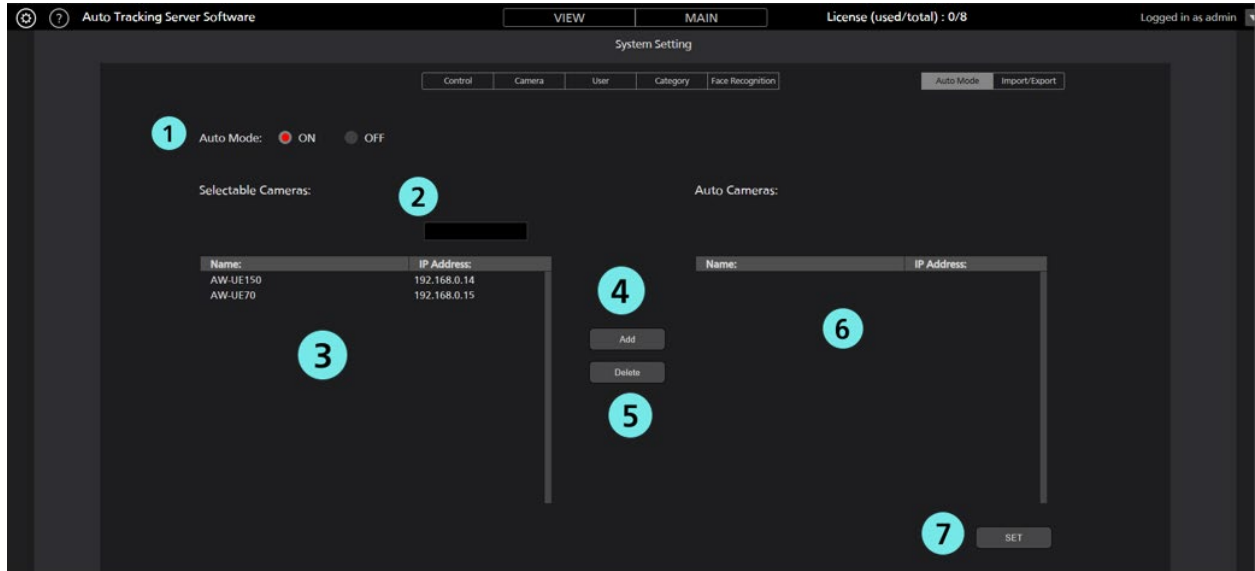 ? Auto Tracking Server Software VIEW MAIN License (used/total) : 0/8 Logged in as admin
System Setting
Control Camera User Category Face Recognition Auto Mode Import/Export
1 Auto Mode: ON OFF
Selectable Cameras: 2 Auto Cameras:
Name: IP Address: Name: IP Address:
AW-UE150 192.168.0.14
AW-UE70 192.168.0.15
4
6
Add
3
Delete
5
7 SET